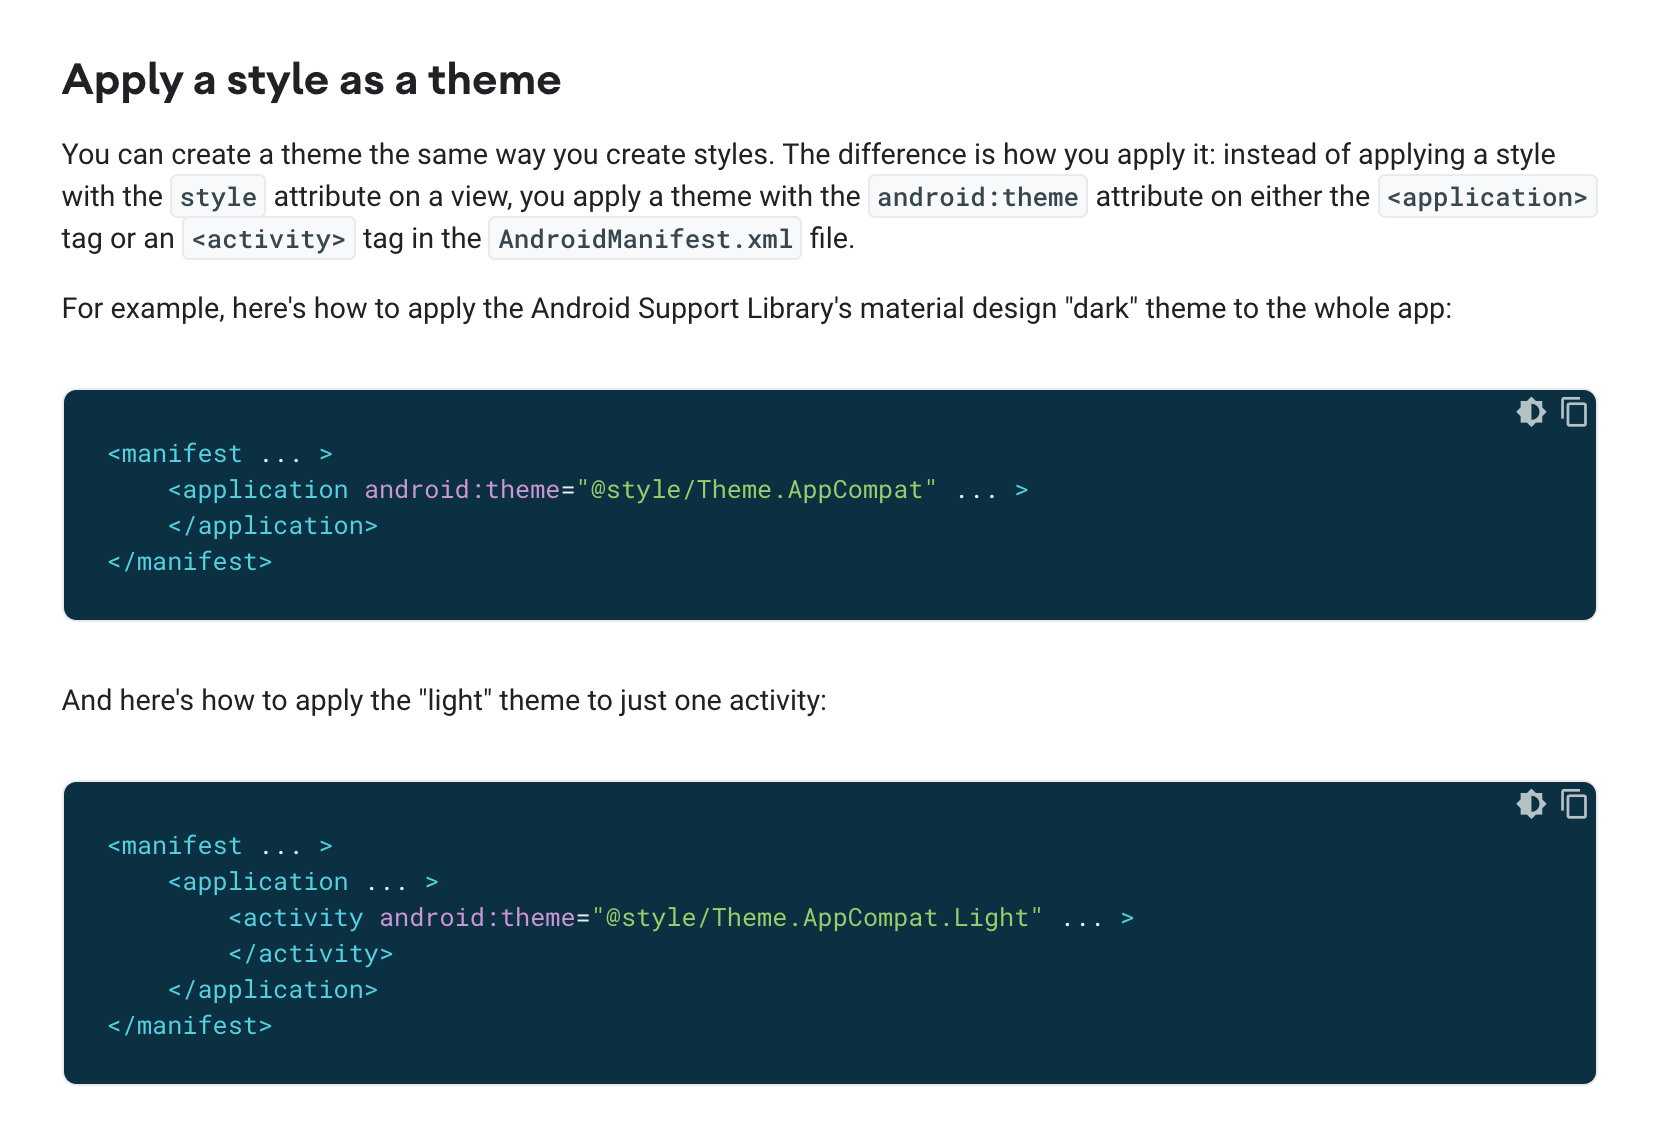 Apply a style as a theme
You can create a theme the same way you create styles. The difference is how you apply it: instead of applying a style
with the style attribute on a view, you apply a theme with the android:theme attribute on either the <application>
tag or an <activity> tag in the AndroidManifest.xml file.
For example, here's how to apply the Android Support Library's material design "dark" theme to the whole app:
<manifest ... >
    <application android:theme="@style/Theme.AppCompat" ... >
    </application>
</manifest>
And here's how to apply the "light" theme to just one activity:
<manifest ... >
    <application ... >
        <activity android:theme="@style/Theme.AppCompat.Light" ... >
        </activity>
    </application>
</manifest>